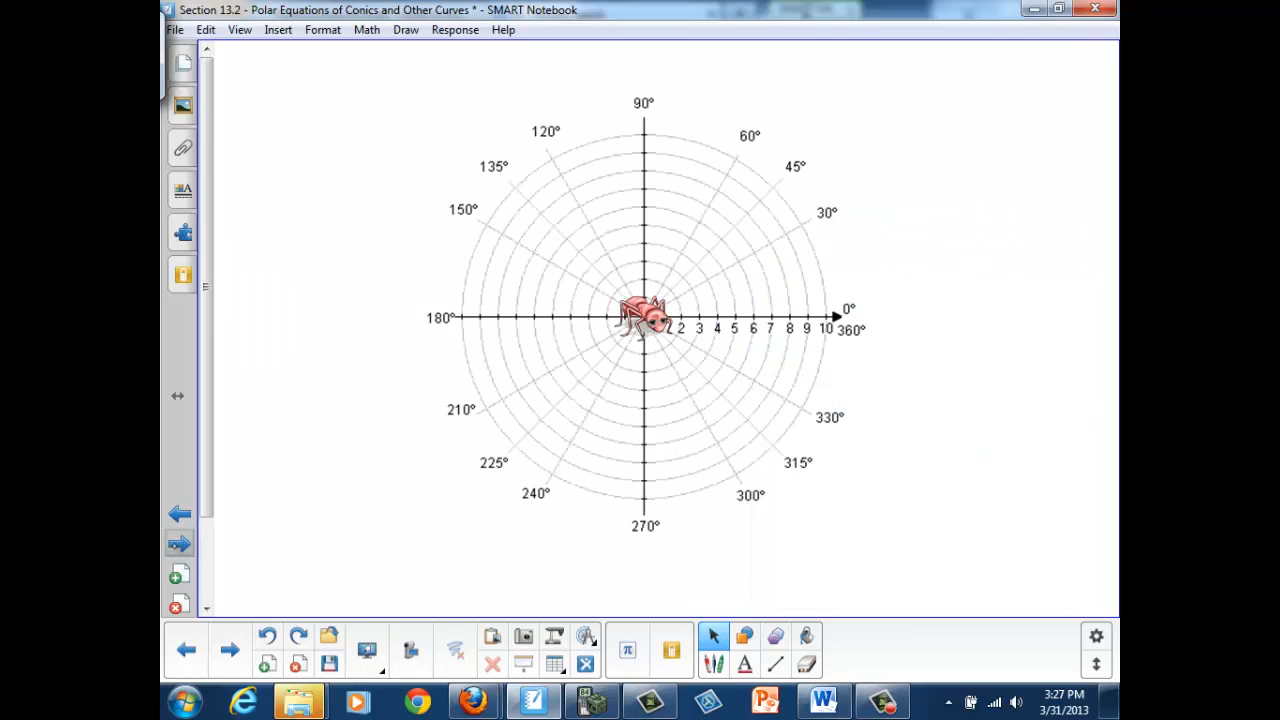 Section 13.2 - Polar Equations of Conics and Other Curves * - SMART Notebook
File Edit View Insert Format Math Draw Response Help
90°
120° 60°
135° 45°
150° 30°
180° 0°
2 3 4 5 6 7 8 9 10 360°
210° 330°
225° 315°
240° 300°
270°
π
A
84
3:27 PM
3/31/2013